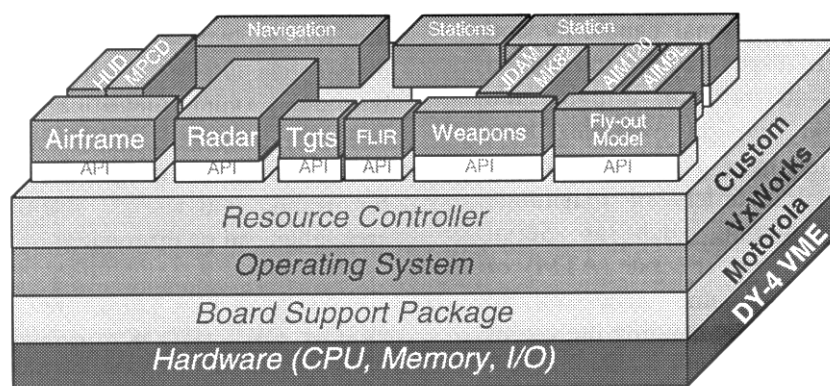 Navigation
Stations
Station
HUD
MPCD
JDAM
MK82
AIM120
AIM9L
Airframe
Radar
Tgts
FLIR
Weapons
Fly-out
Model
API
API
API
API
API
API
Resource Controller
Custom
Operating System
VxWorks
Board Support Package
Motorola
Hardware (CPU, Memory, I/O)
DY-4 VME